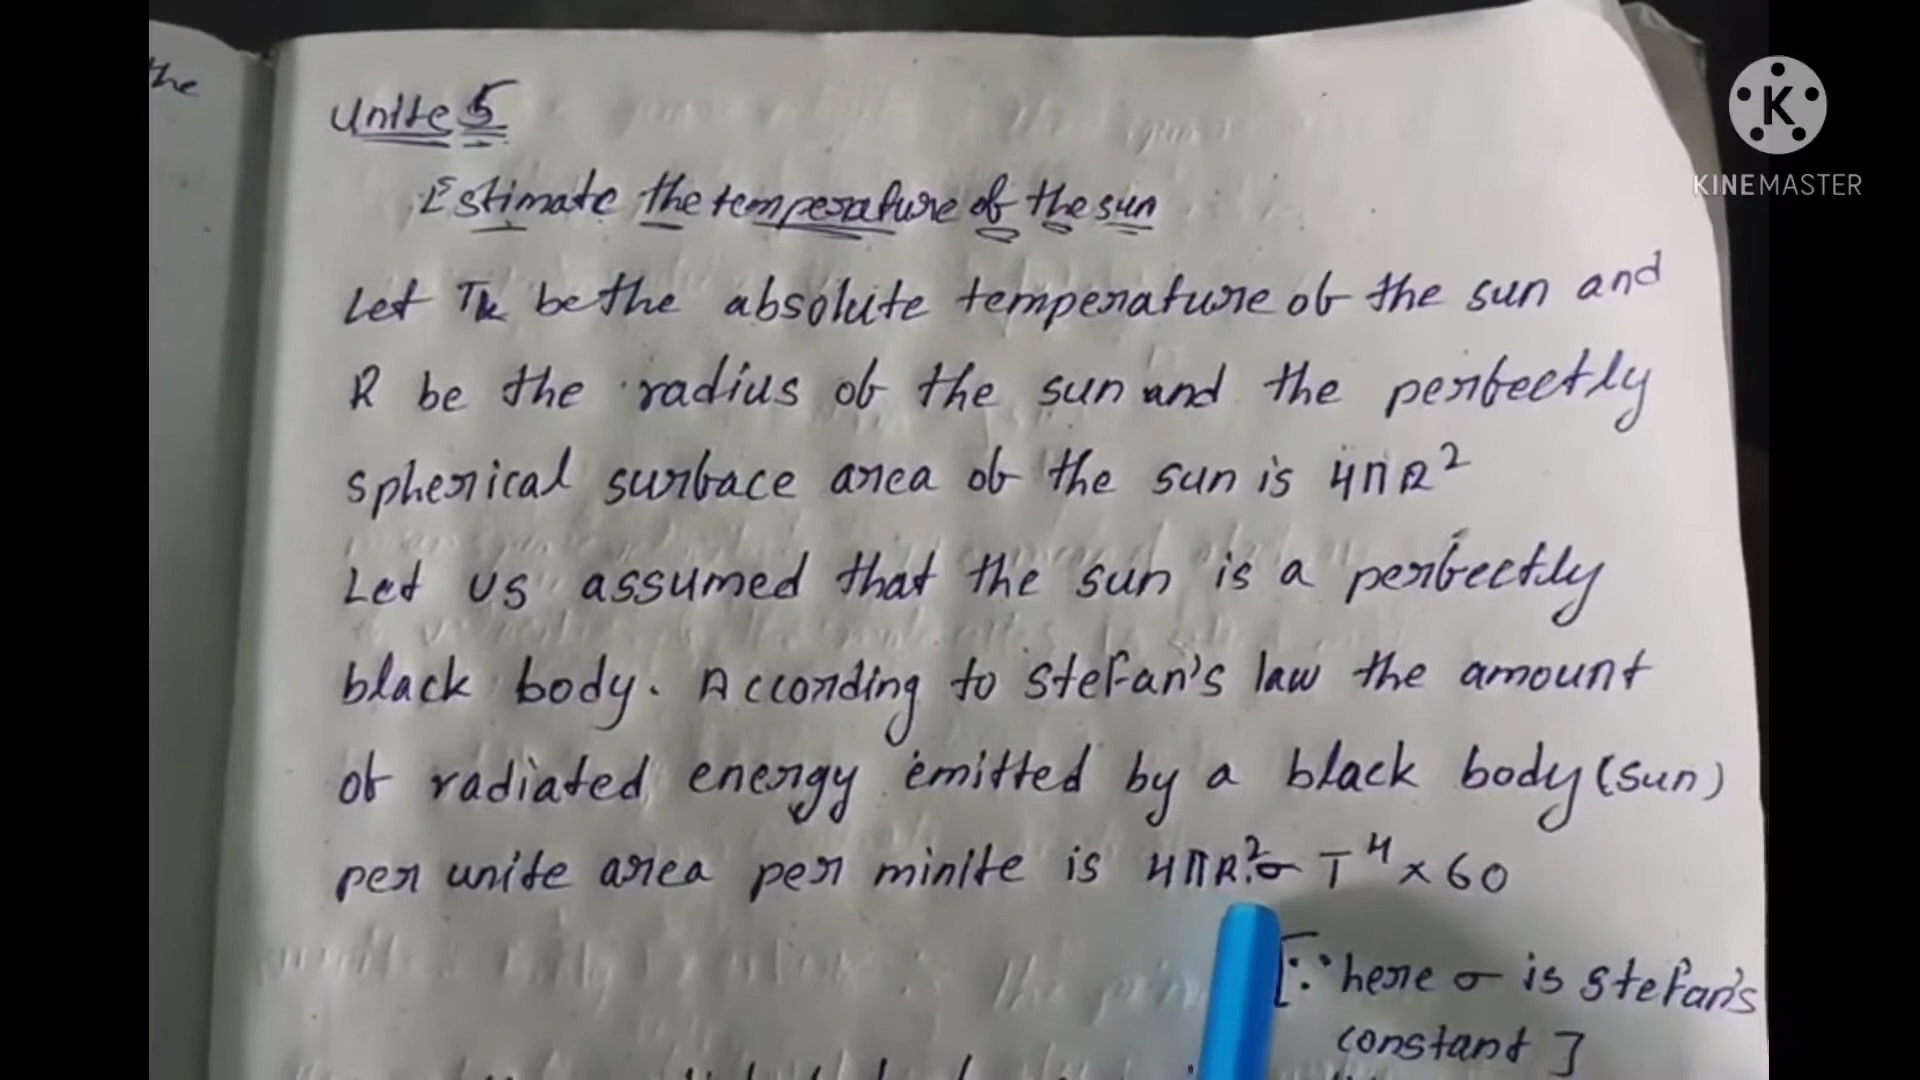 the
Unite 5
Estimate the temperature of the sun
Let Tk be the absolute temperature of the sun and
R be the radius of the sun and the perfectly
spherical surface area of the sun is 4πR²
Let us assumed that the sun is a perfectly
black body. According to Stefan's law the amount
of radiated energy emitted by a black body (sun)
per unite area per minite is 4πR²σ T⁴ × 60
[∵ here σ is stefan's
constant]
KINEMASTER